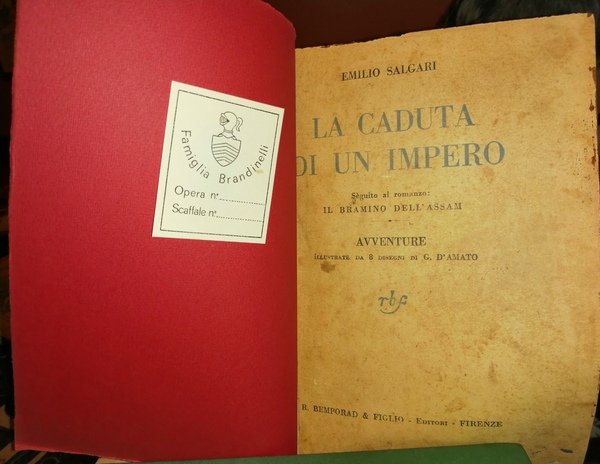 Famiglia Brandinelli
Opera n°
Scaffale n°
EMILIO SALGARI
LA CADUTA
DI UN IMPERO
Seguito al romanzo:
IL BRAMINO DELL'ASSAM
AVVENTURE
ILLUSTRATE DA 8 DISEGNI DI G. D'AMATO
rbf
R. BEMPORAD & FIGLIO - EDITORI - FIRENZE